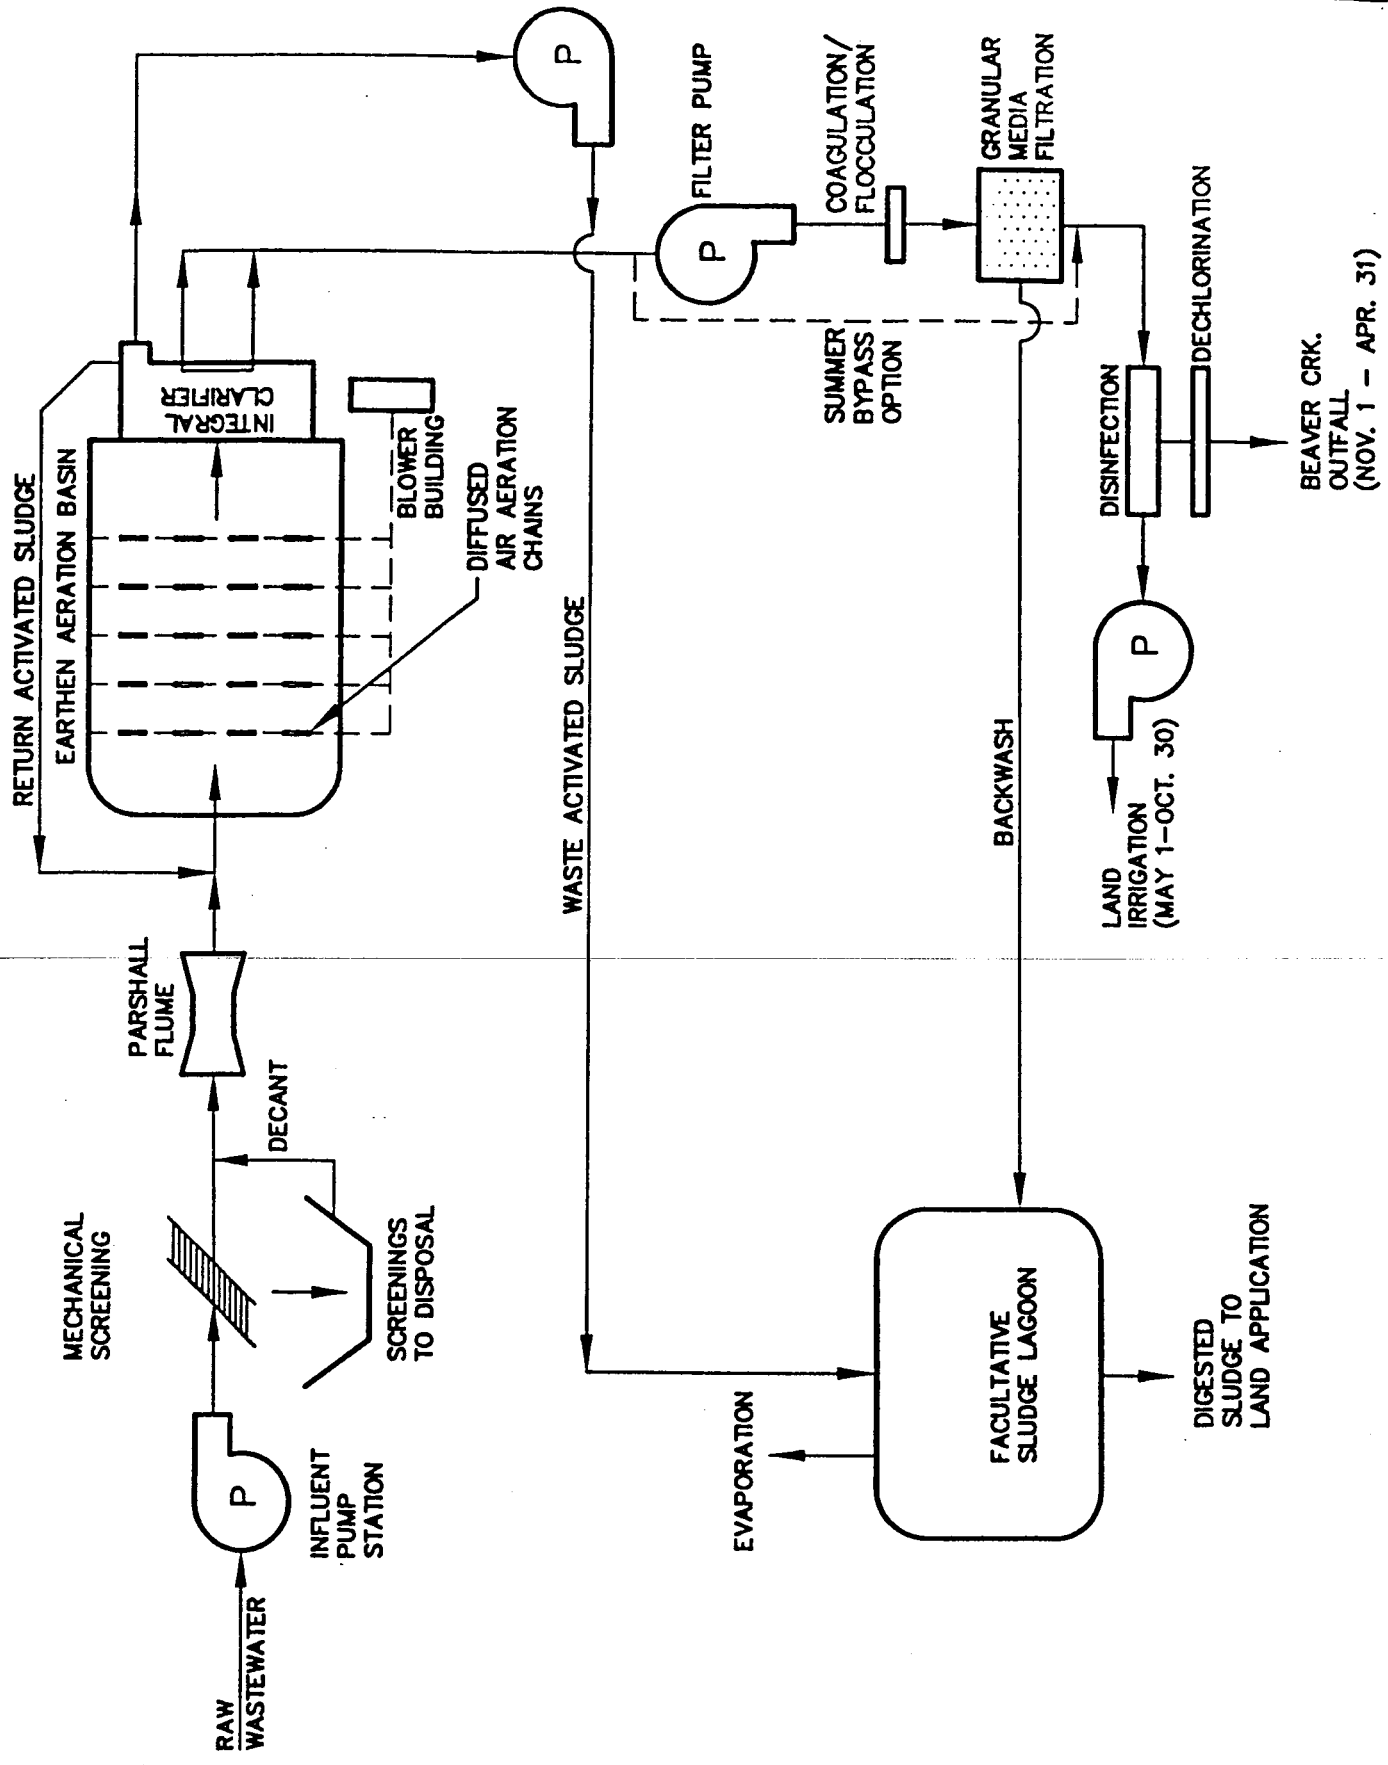 RAW
WASTEWATER
P
INFLUENT
PUMP
STATION
MECHANICAL
SCREENING
SCREENINGS
TO DISPOSAL
DECANT
PARSHALL
FLUME
RETURN ACTIVATED SLUDGE
EARTHEN AERATION BASIN
INTEGRAL
CLARIFIER
BLOWER
BUILDING
DIFFUSED
AIR AERATION
CHAINS
P
WASTE ACTIVATED SLUDGE
P
FILTER PUMP
COAGULATION/
FLOCCULATION
GRANULAR
MEDIA
FILTRATION
SUMMER
BYPASS
OPTION
BACKWASH
EVAPORATION
FACULTATIVE
SLUDGE LAGOON
DIGESTED
SLUDGE TO
LAND APPLICATION
DISINFECTION
DECHLORINATION
P
LAND
IRRIGATION
(MAY 1-OCT. 30)
BEAVER CRK.
OUTFALL
(NOV. 1 - APR. 31)